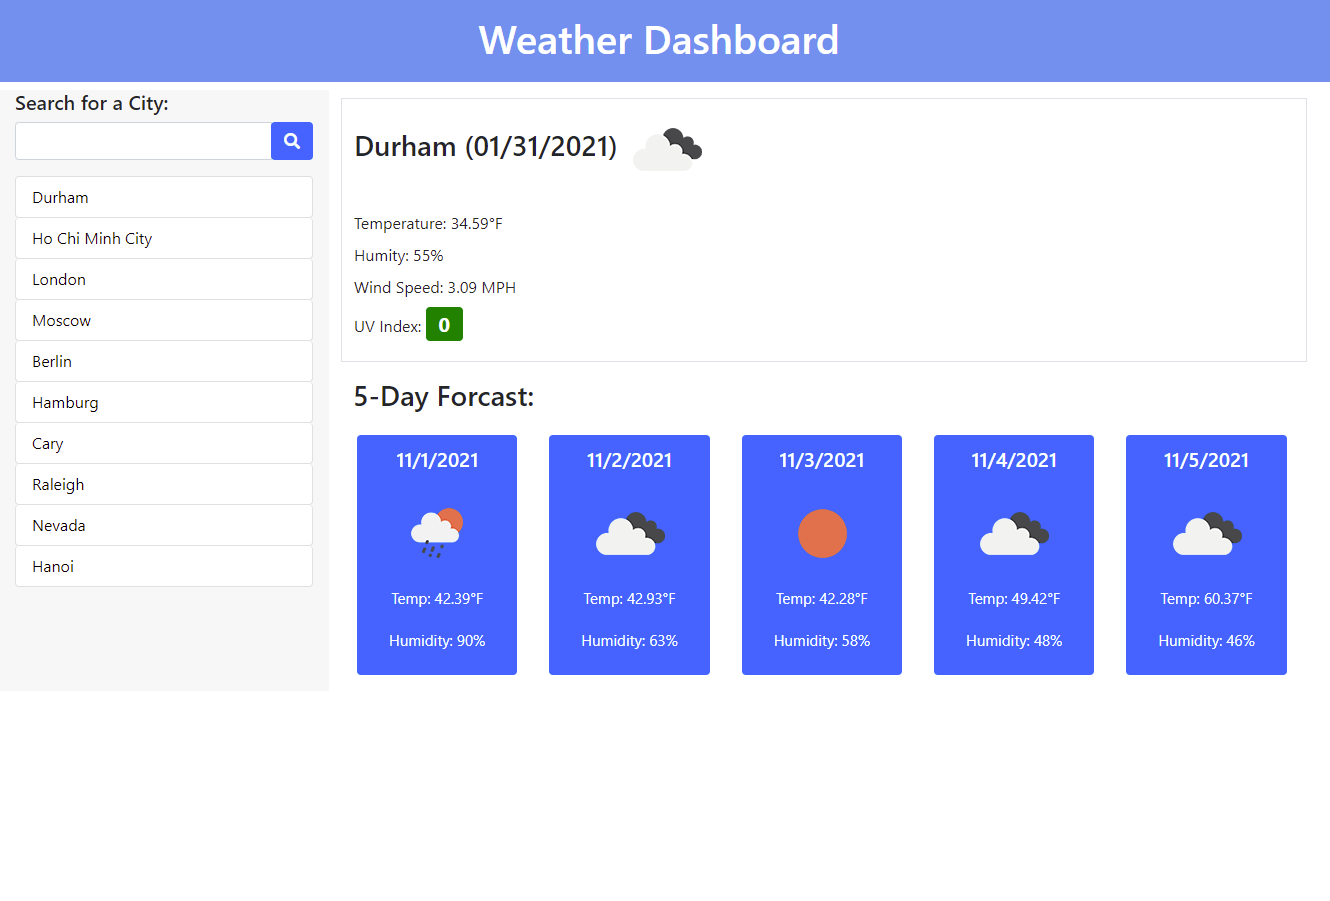 Weather Dashboard
Search for a City:
Durham
Ho Chi Minh City
London
Moscow
Berlin
Hamburg
Cary
Raleigh
Nevada
Hanoi
Durham (01/31/2021)
Temperature: 34.59°F
Humity: 55%
Wind Speed: 3.09 MPH
UV Index: 0
5-Day Forcast:
11/1/2021
Temp: 42.39°F
Humidity: 90%
11/2/2021
Temp: 42.93°F
Humidity: 63%
11/3/2021
Temp: 42.28°F
Humidity: 58%
11/4/2021
Temp: 49.42°F
Humidity: 48%
11/5/2021
Temp: 60.37°F
Humidity: 46%